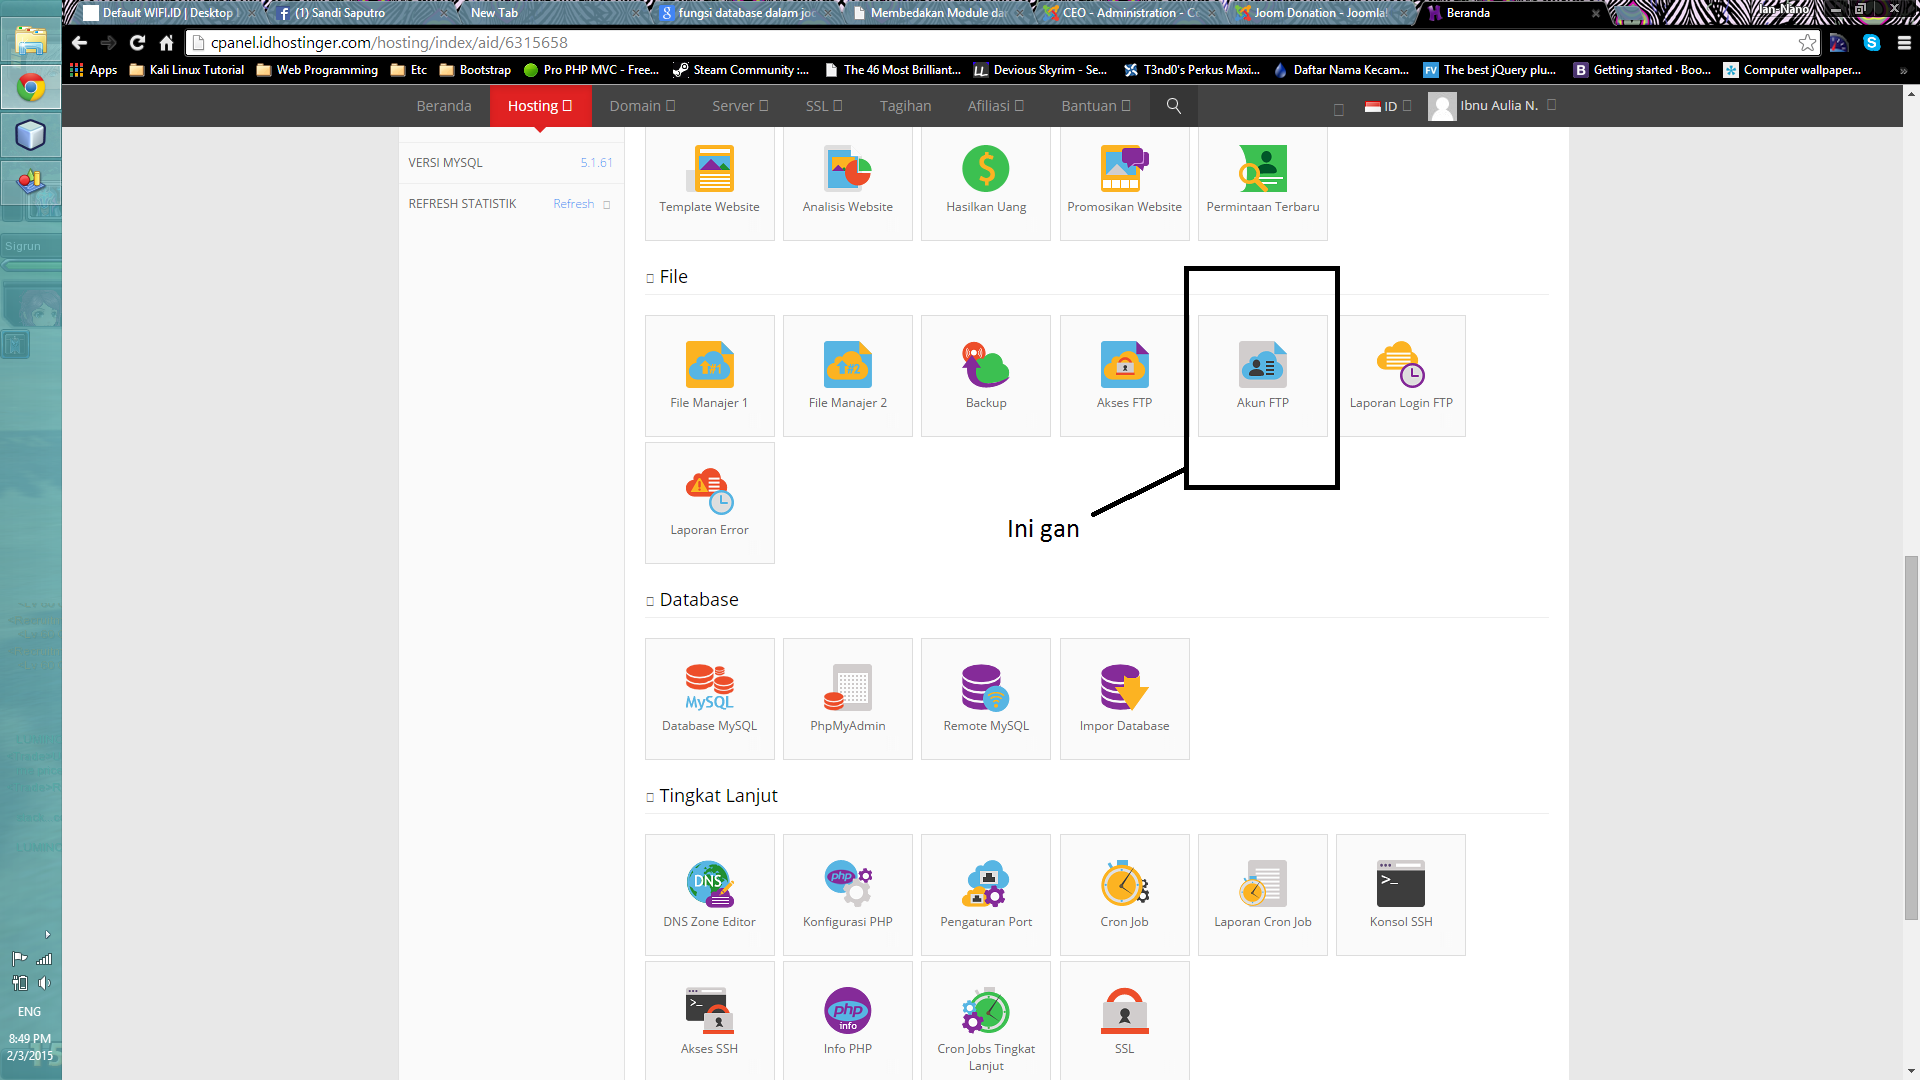 Default WIFI.ID | Desktop
(1) Sandi Saputro
New Tab
fungsi database dalam joo
Membedakan Module da
CEO - Administration - C
Joom Donation - Joomla!
Beranda
Ian-Nano
cpanel.idhostinger.com/hosting/index/aid/6315658
Apps
Kali Linux Tutorial
Web Programming
Etc
Bootstrap
Pro PHP MVC - Free...
Steam Community :...
The 46 Most Brilliant...
Devious Skyrim - Se...
T3nd0's Perkus Maxi...
Daftar Nama Kecam...
FV The best jQuery plu...
B Getting started · Boo...
Computer wallpaper...
»
Beranda
Hosting
Domain
Server
SSL
Tagihan
Afiliasi
Bantuan
ID
Ibnu Aulia N.
VERSI MYSQL 5.1.61
REFRESH STATISTIK Refresh
Template Website
Analisis Website
Hasilkan Uang
Promosikan Website
Permintaan Terbaru
File
#1
File Manajer 1
#2
File Manajer 2
Backup
Akses FTP
Akun FTP
Laporan Login FTP
Laporan Error
Ini gan
Database
MySQL
Database MySQL
PhpMyAdmin
Remote MySQL
Impor Database
Tingkat Lanjut
DNS
DNS Zone Editor
php
Konfigurasi PHP
Pengaturan Port
Cron Job
Laporan Cron Job
>_
Konsol SSH
>_
Akses SSH
php
info
Info PHP
Cron Jobs Tingkat
Lanjut
SSL
Sigrun
ENG
8:49 PM
2/3/2015